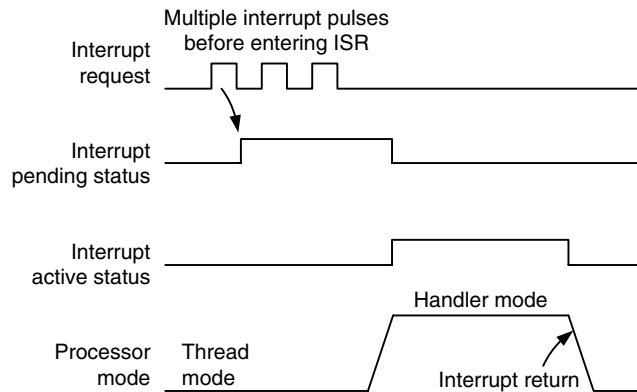 Multiple interrupt pulses
before entering ISR
Interrupt
request
Interrupt
pending status
Interrupt
active status
Handler mode
Processor
mode
Thread
mode
Interrupt return